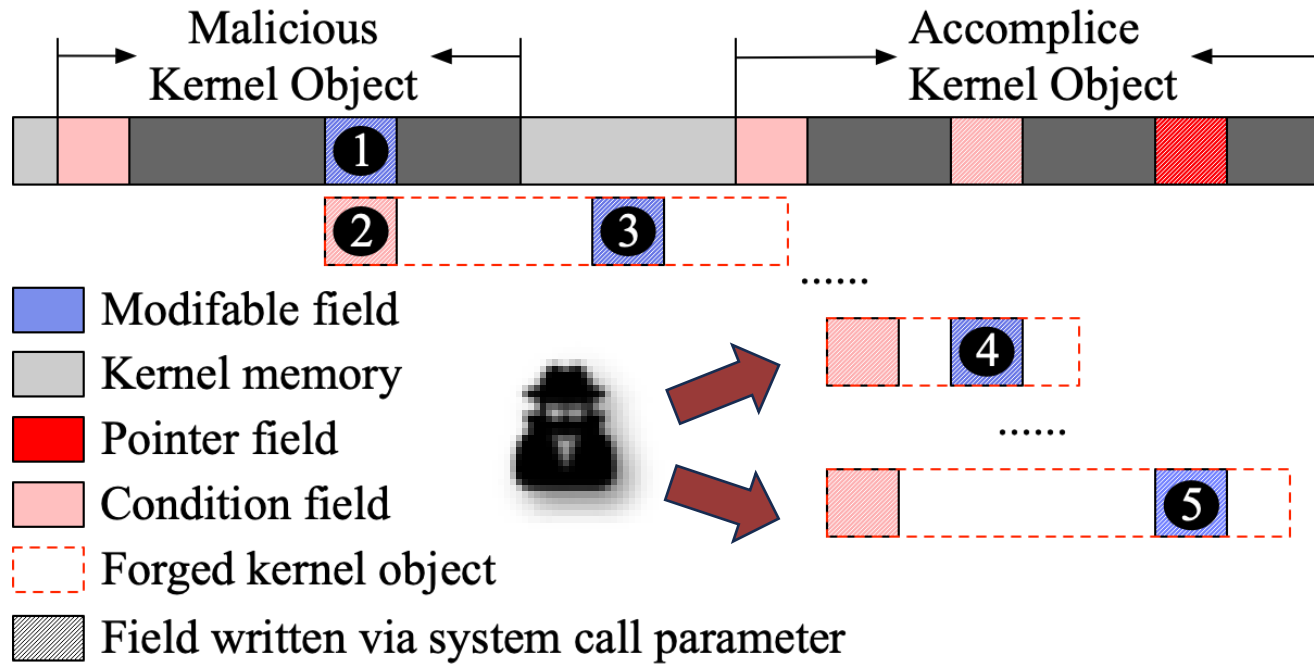 Malicious
Kernel Object
Accomplice
Kernel Object
1
2
3
......
Modifable field
4
Kernel memory
......
Pointer field
Condition field
5
Forged kernel object
Field written via system call parameter